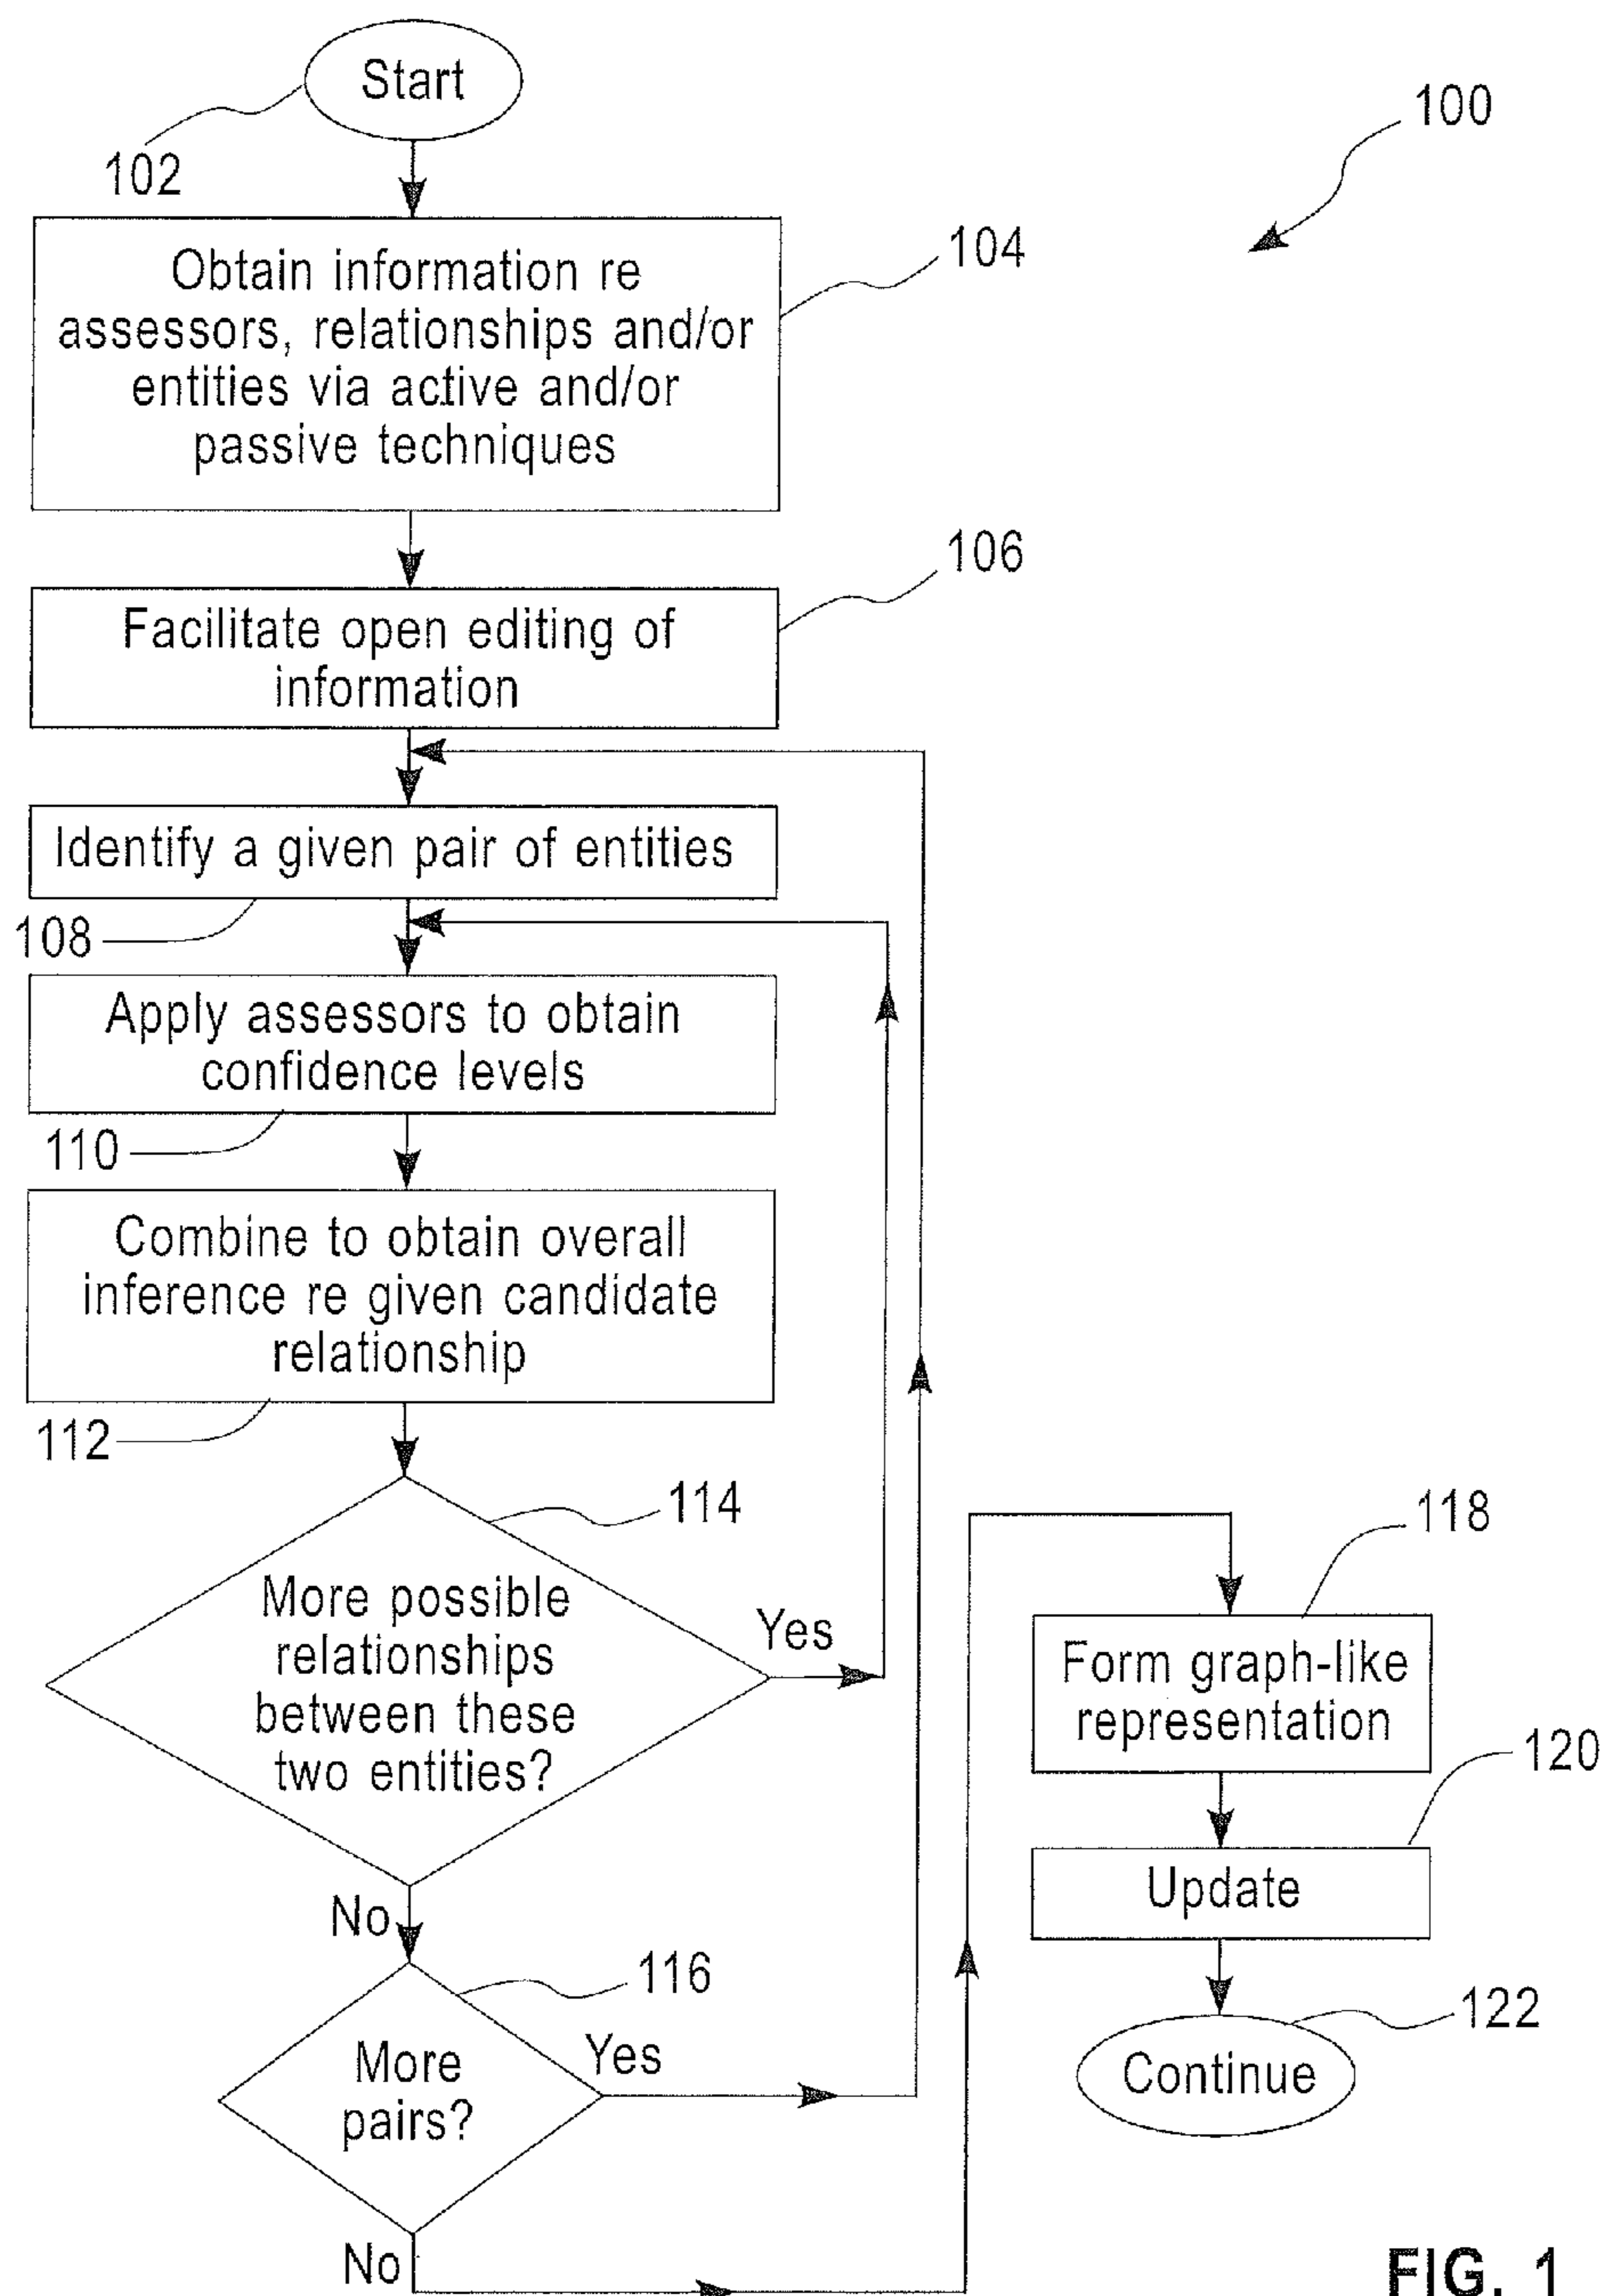 Start
100
102
Obtain information re
assessors, relationships and/or
entities via active and/or
passive techniques
104
Facilitate open editing of
information
106
Identify a given pair of entities
108
Apply assessors to obtain
confidence levels
110
Combine to obtain overall
inference re given candidate
relationship
112
114
More possible
relationships
between these
two entities?
Yes
No
116
More
pairs?
Yes
No
118
Form graph-like
representation
120
Update
122
Continue
FIG. 1